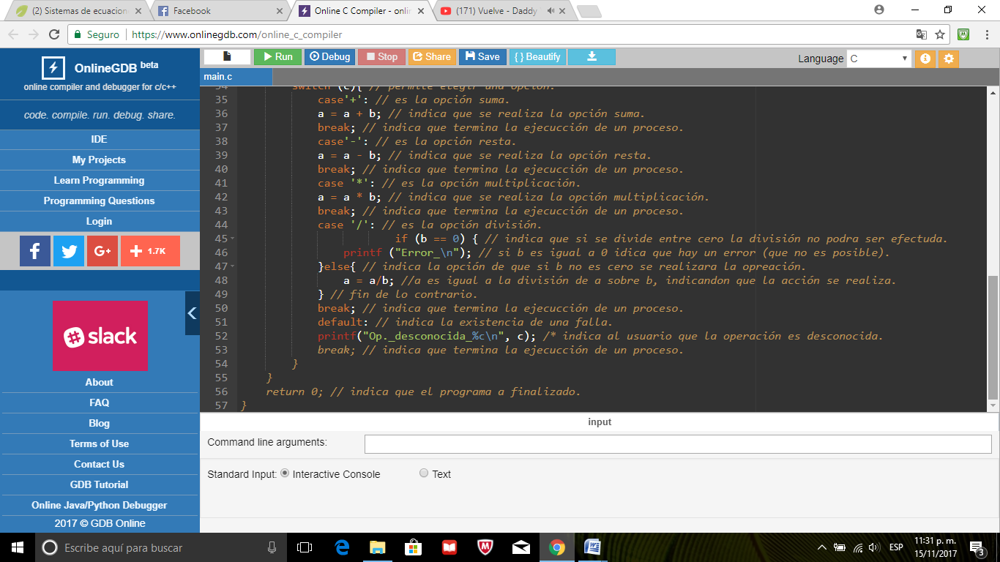 (2) Sistemas de ecuacion
Facebook
Online C Compiler - onlin
(171) Vuelve - Daddy
Seguro
https://www.onlinegdb.com/online_c_compiler
OnlineGDB beta
online compiler and debugger for c/c++
code. compile. run. debug. share.
IDE
My Projects
Learn Programming
Programming Questions
Login
f
G+
1.7K
slack
About
FAQ
Blog
Terms of Use
Contact Us
GDB Tutorial
Online Java/Python Debugger
2017 © GDB Online
Run
Debug
Stop
Share
Save
{ } Beautify
Language C
main.c
34 switch (c){ // permite elegir una opción.
35 case'+': // es la opción suma.
36 a = a + b; // indica que se realiza la opción suma.
37 break; // indica que termina la ejecucción de un proceso.
38 case'-': // es la opción resta.
39 a = a - b; // indica que se realiza la opción resta.
40 break; // indica que termina la ejecucción de un proceso.
41 case '*': // es la opción multiplicación.
42 a = a * b; // indica que se realiza la opción multiplicación.
43 break; // indica que termina la ejecucción de un proceso.
44 case '/': // es la opción división.
45 if (b == 0) { // indica que si se divide entre cero la división no podra ser efectuda.
46 printf ("Error_\n"); // si b es igual a 0 idica que hay un error (que no es posible).
47 }else{ // indica la opción de que si b no es cero se realizara la opreación.
48 a = a/b; //a es igual a la división de a sobre b, indicandon que la acción se realiza.
49 } // fin de lo contrario.
50 break; // indica que termina la ejecucción de un proceso.
51 default: // indica la existencia de una falla.
52 printf("Op._desconocida_%c\n", c); /* indica al usuario que la operación es desconocida.
53 break; // indica que termina la ejecucción de un proceso.
54 }
55 }
56 return 0; // indica que el programa a finalizado.
57 }
input
Command line arguments:
Standard Input: Interactive Console Text
Escribe aquí para buscar
ESP
11:31 p. m.
15/11/2017
3